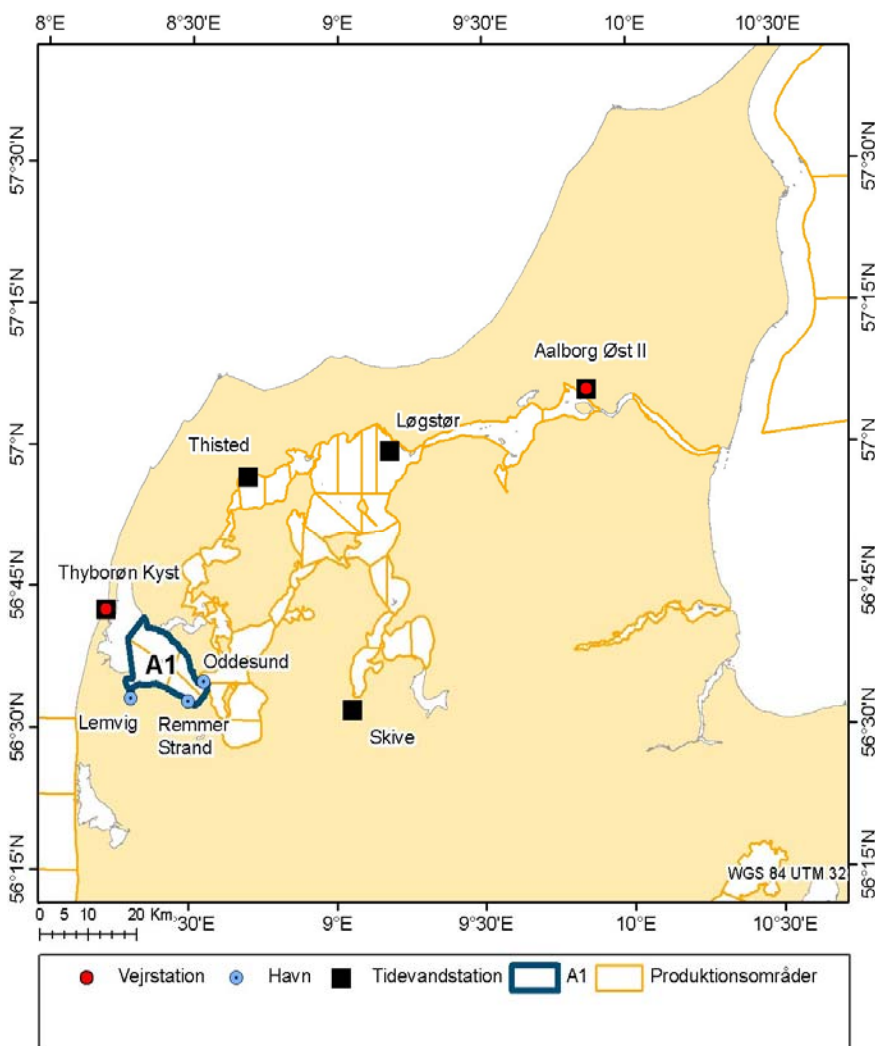 8°E 8°30'E 9°E 9°30'E 10°E 10°30'E
57°30'N 57°30'N
57°15'N 57°15'N
Aalborg Øst II
Løgstør
57°N 57°N
Thisted
Thyborøn Kyst
56°45'N 56°45'N
A1
Oddesund
Lemvig
Remmer
Strand
56°30'N 56°30'N
Skive
56°15'N 56°15'N
WGS 84 UTM 32
0 5 10 20 Km
30'E 9°E 9°30'E 10°E 10°30'E
Vejrstation Havn Tidevandstation A1 Produktionsområder